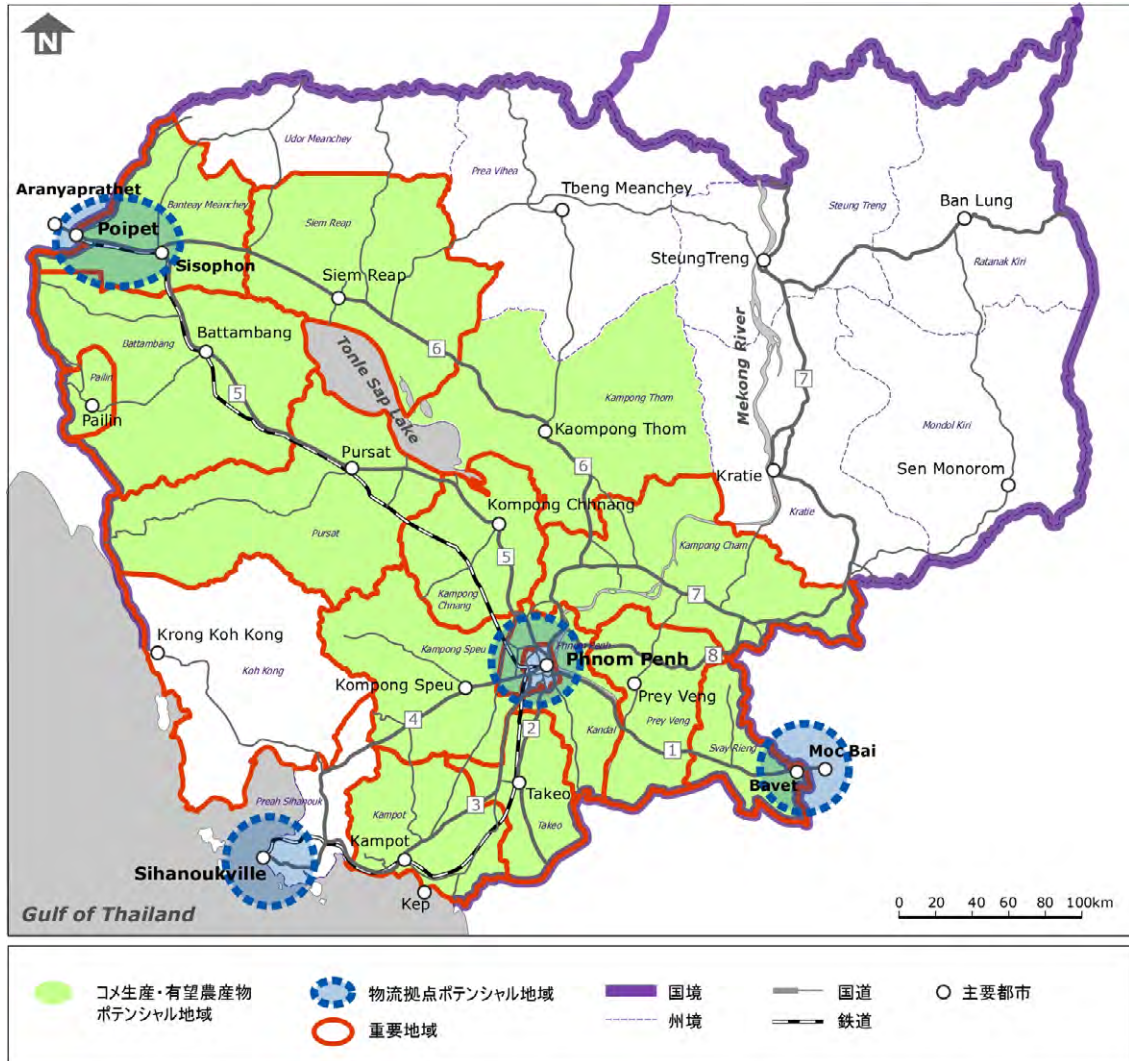 N
Udor Meanchey
Prea Vihea
Aranyaprathet
Banteay Meanchey
Tbeng Meanchey
Steung Treng
Ban Lung
Poipet
Siem Reap
Sisophon
SteungTreng
Ratanak Kiri
Siem Reap
Battambang
Battambang
6
Tonle Sap Lake
Mekong River
7
Pailin
5
Kampong Thom
Pailin
Kaompong Thom
Mondol Kiri
Pursat
6
Kratie
Sen Monorom
Kompong Chhnang
Kratie
Pursat
5
Kampong Cham
Kampong Chnang
7
Krong Koh Kong
Kampong Speu
Phnom Penh
Phnom Penh
8
Koh Kong
Kompong Speu
Prey Veng
4
2
Kandal
Prey Veng
1
Svay Rieng
Moc Bai
Bavet
Takeo
Preah Sihanouk
3
Kampot
Takeo
Kampot
Sihanoukville
Kep
Gulf of Thailand
0 20 40 60 80 100km
コメ生産・有望農産物
ポテンシャル地域
物流拠点ポテンシャル地域
重要地域
国境
州境
国道
鉄道
主要都市